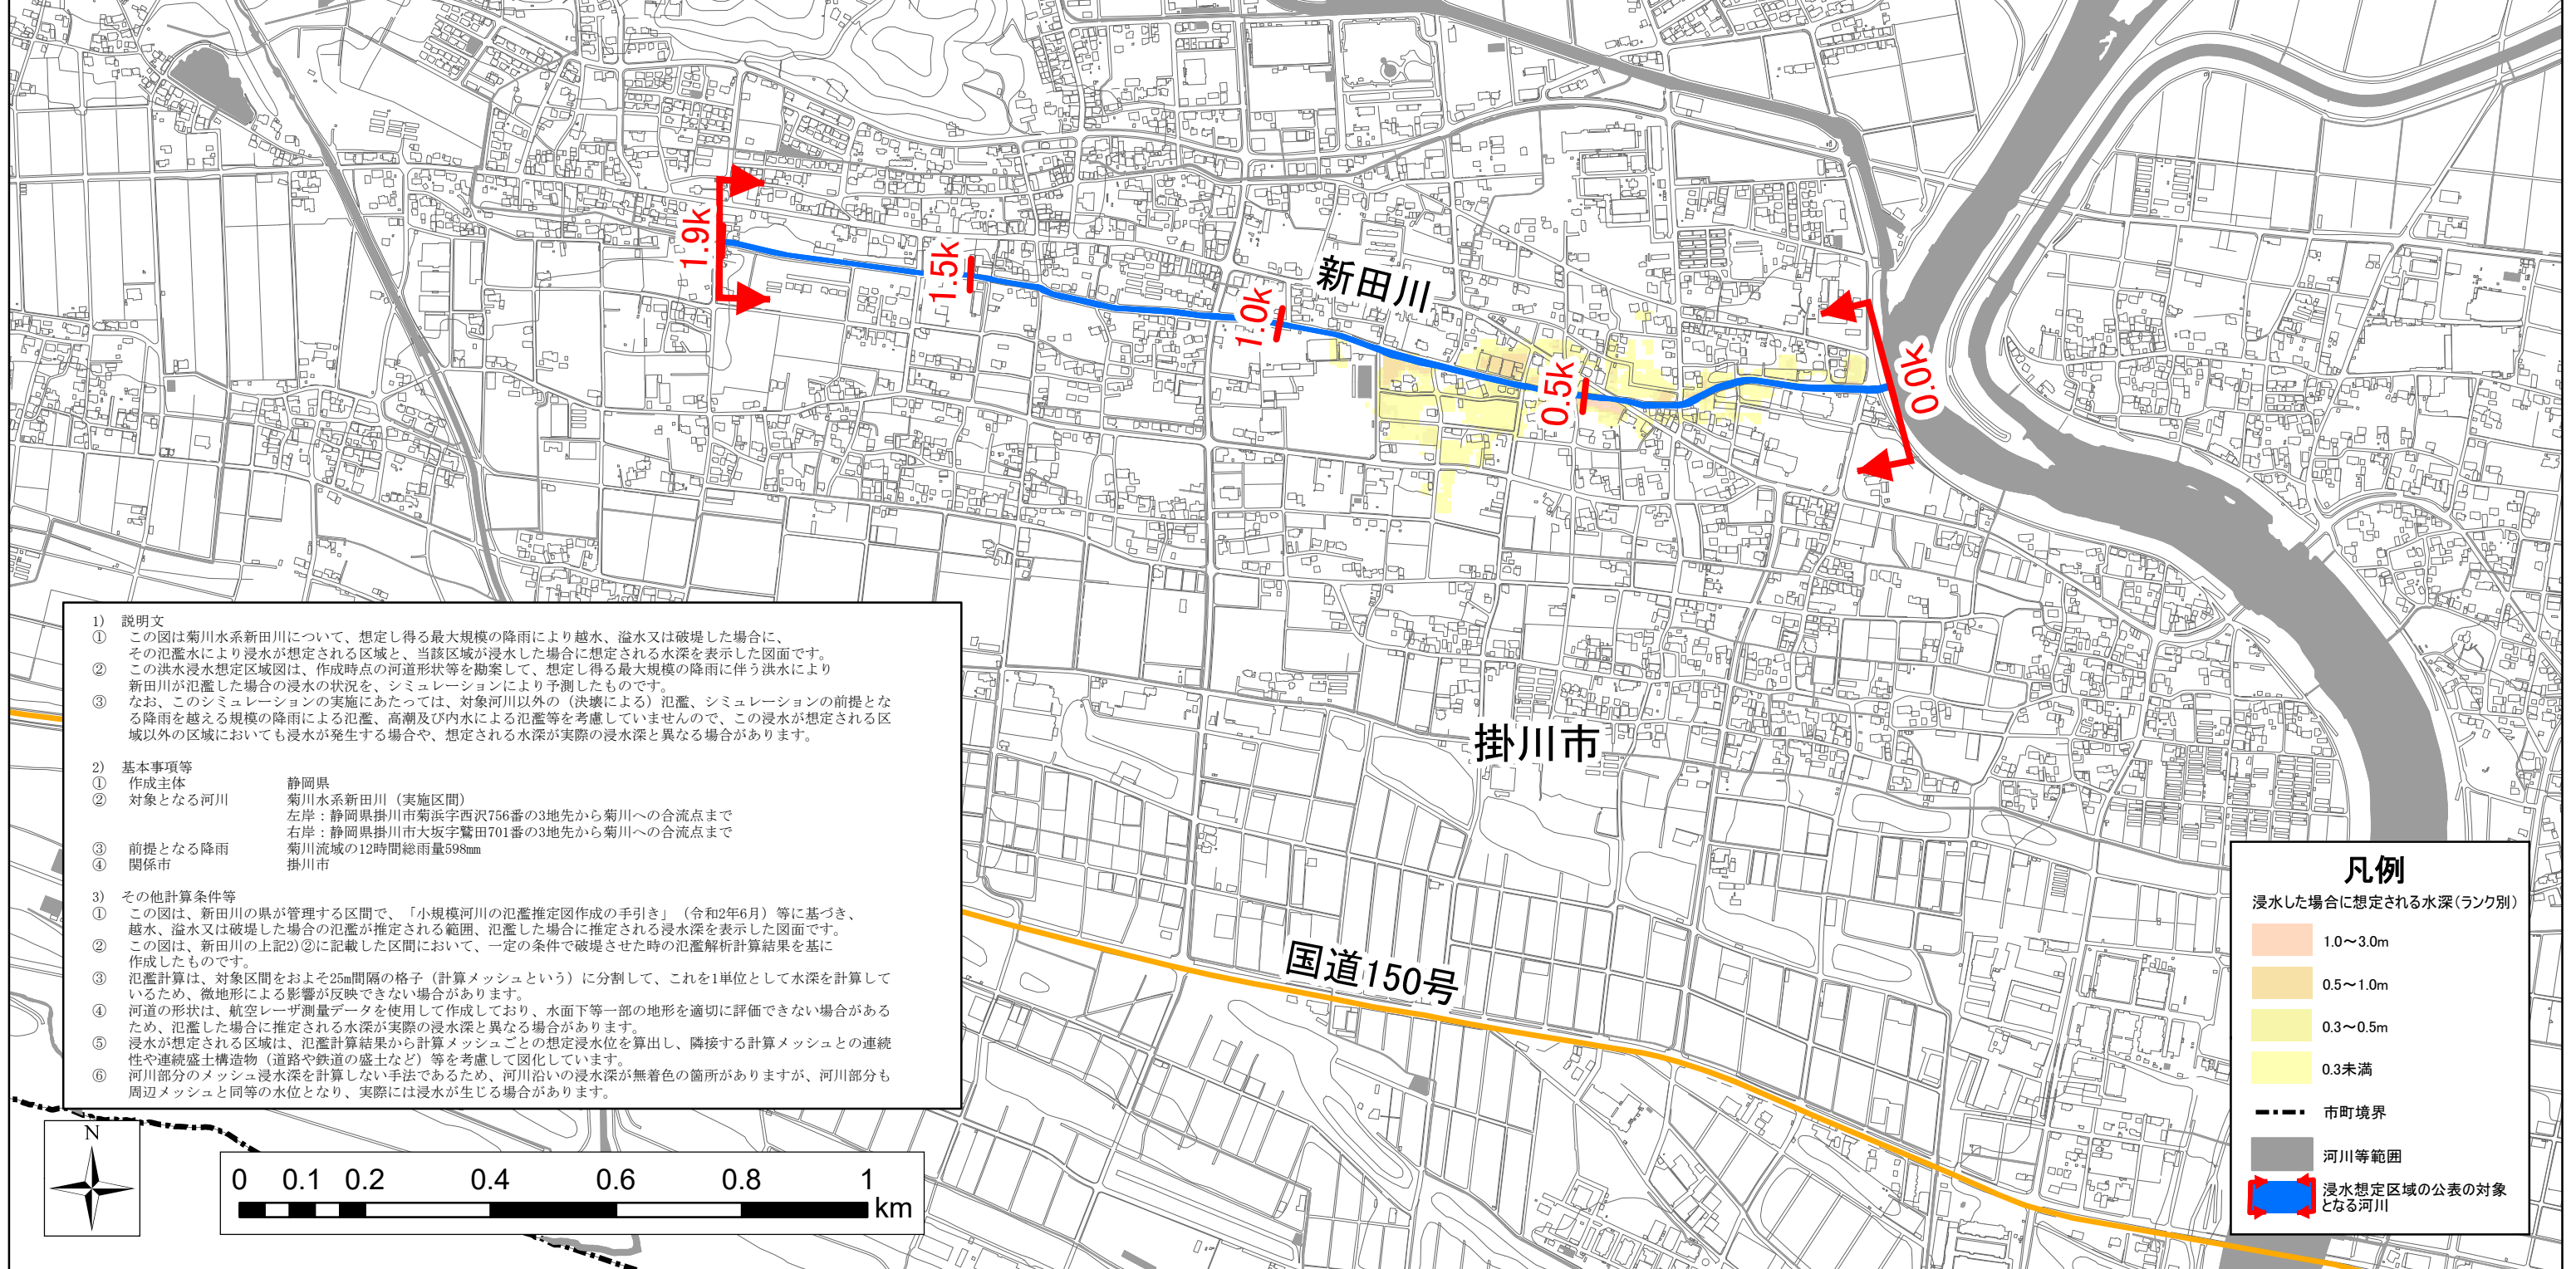 1.9k
1.5k
1.0k
新田川
0.5k
0.0k
掛川市
国道150号
1) 説明文
① この図は菊川水系新田川について、想定し得る最大規模の降雨により越水、溢水又は破堤した場合に、
その氾濫水により浸水が想定される区域と、当該区域が浸水した場合に想定される水深を表示した図面です。
② この洪水浸水想定区域図は、作成時点の河道形状等を勘案して、想定し得る最大規模の降雨に伴う洪水により
新田川が氾濫した場合の浸水の状況を、シミュレーションにより予測したものです。
③ なお、このシミュレーションの実施にあたっては、対象河川以外の（決壊による）氾濫、シミュレーションの前提とな
る降雨を越える規模の降雨による氾濫、高潮及び内水による氾濫等を考慮していませんので、この浸水が想定される区
域以外の区域においても浸水が発生する場合や、想定される水深が実際の浸水深と異なる場合があります。
2) 基本事項等
① 作成主体 静岡県
② 対象となる河川 菊川水系新田川（実施区間）
左岸：静岡県掛川市菊浜字西沢756番の3地先から菊川への合流点まで
右岸：静岡県掛川市大坂字鷲田701番の3地先から菊川への合流点まで
③ 前提となる降雨 菊川流域の12時間総雨量598mm
④ 関係市 掛川市
3) その他計算条件等
① この図は、新田川の県が管理する区間で、「小規模河川の氾濫推定図作成の手引き」（令和2年6月）等に基づき、
越水、溢水又は破堤した場合の氾濫が推定される範囲、氾濫した場合に推定される浸水深を表示した図面です。
② この図は、新田川の上記2)②に記載した区間において、一定の条件で破堤させた時の氾濫解析計算結果を基に
作成したものです。
③ 氾濫計算は、対象区間をおよそ25m間隔の格子（計算メッシュという）に分割して、これを1単位として水深を計算して
いるため、微地形による影響が反映できない場合があります。
④ 河道の形状は、航空レーザ測量データを使用して作成しており、水面下等一部の地形を適切に評価できない場合がある
ため、氾濫した場合に推定される水深が実際の浸水深と異なる場合があります。
⑤ 浸水が想定される区域は、氾濫計算結果から計算メッシュごとの想定浸水位を算出し、隣接する計算メッシュとの連続
性や連続盛土構造物（道路や鉄道の盛土など）等を考慮して図化しています。
⑥ 河川部分のメッシュ浸水深を計算しない手法であるため、河川沿いの浸水深が無着色の箇所がありますが、河川部分も
周辺メッシュと同等の水位となり、実際には浸水が生じる場合があります。
N
0 0.1 0.2 0.4 0.6 0.8 1
km
凡例
浸水した場合に想定される水深（ランク別）
1.0～3.0m
0.5～1.0m
0.3～0.5m
0.3未満
市町境界
河川等範囲
浸水想定区域の公表の対象
となる河川